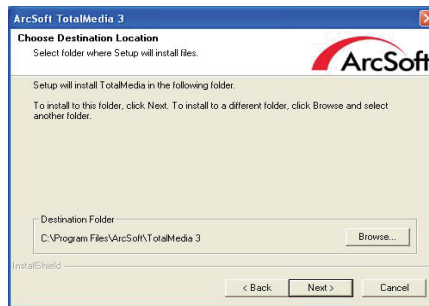 ArcSoft TotalMedia 3
Choose Destination Location
Select folder where Setup will install files.
ArcSoft
Setup will install TotalMedia in the following folder.
To install to this folder, click Next. To install to a different folder, click Browse and select
another folder.
Destination Folder
C:\Program Files\ArcSoft\TotalMedia 3
Browse...
InstallShield
< Back
Next >
Cancel